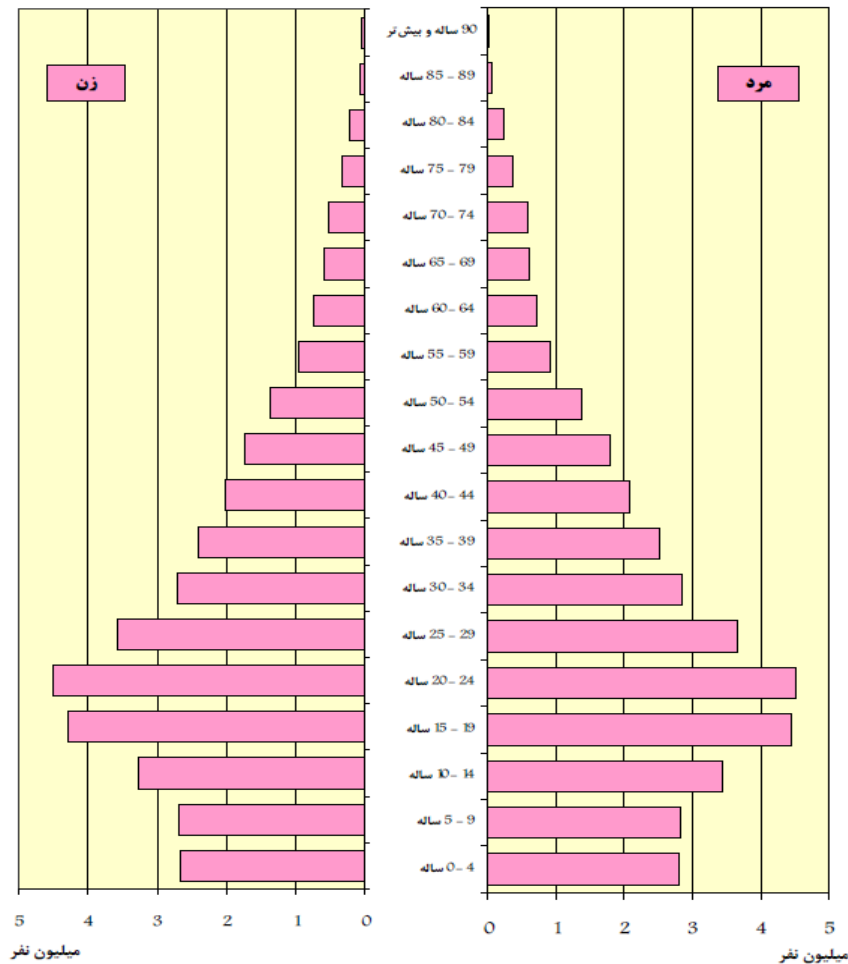 زن
مرد
90 ساله و بیش‌تر
85 - 89 ساله
80 - 84 ساله
75 - 79 ساله
70 - 74 ساله
65 - 69 ساله
60 - 64 ساله
55 - 59 ساله
50 - 54 ساله
45 - 49 ساله
40 - 44 ساله
35 - 39 ساله
30 - 34 ساله
25 - 29 ساله
20 - 24 ساله
15 - 19 ساله
10 - 14 ساله
5 - 9 ساله
0 - 4 ساله
5 4 3 2 1 0
0 1 2 3 4 5
میلیون نفر
میلیون نفر